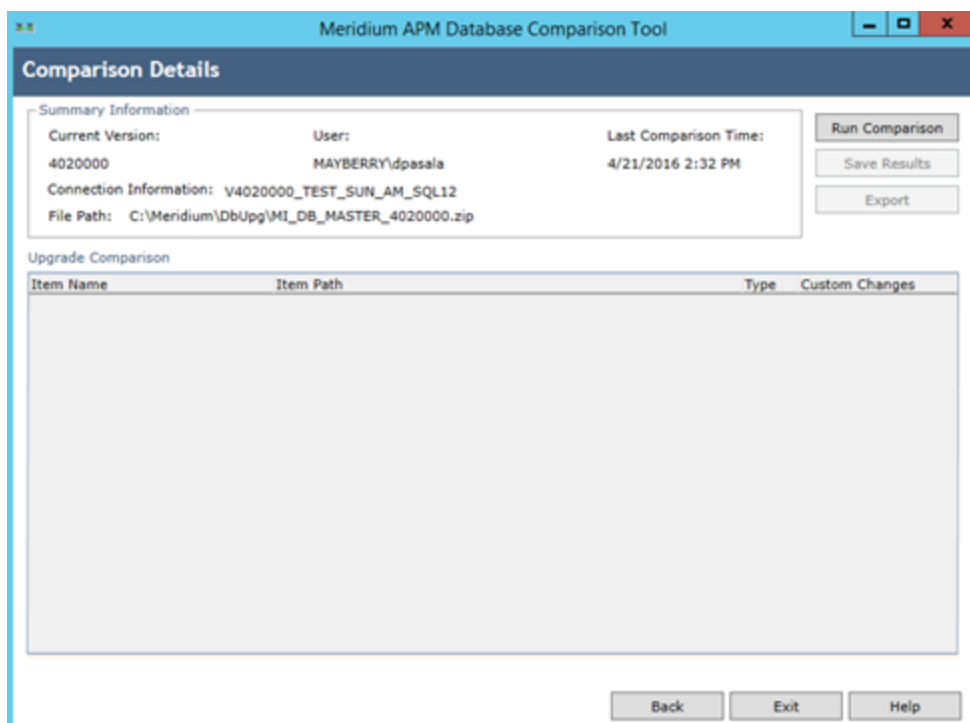 Meridium APM Database Comparison Tool
Comparison Details
Summary Information
Current Version: User: Last Comparison Time:
4020000 MAYBERRY\dpasala 4/21/2016 2:32 PM
Connection Information: V4020000_TEST_SUN_AM_SQL12
File Path: C:\Meridium\DbUpg\MI_DB_MASTER_4020000.zip
Run Comparison
Save Results
Export
Upgrade Comparison
Item Name Item Path Type Custom Changes
Back Exit Help